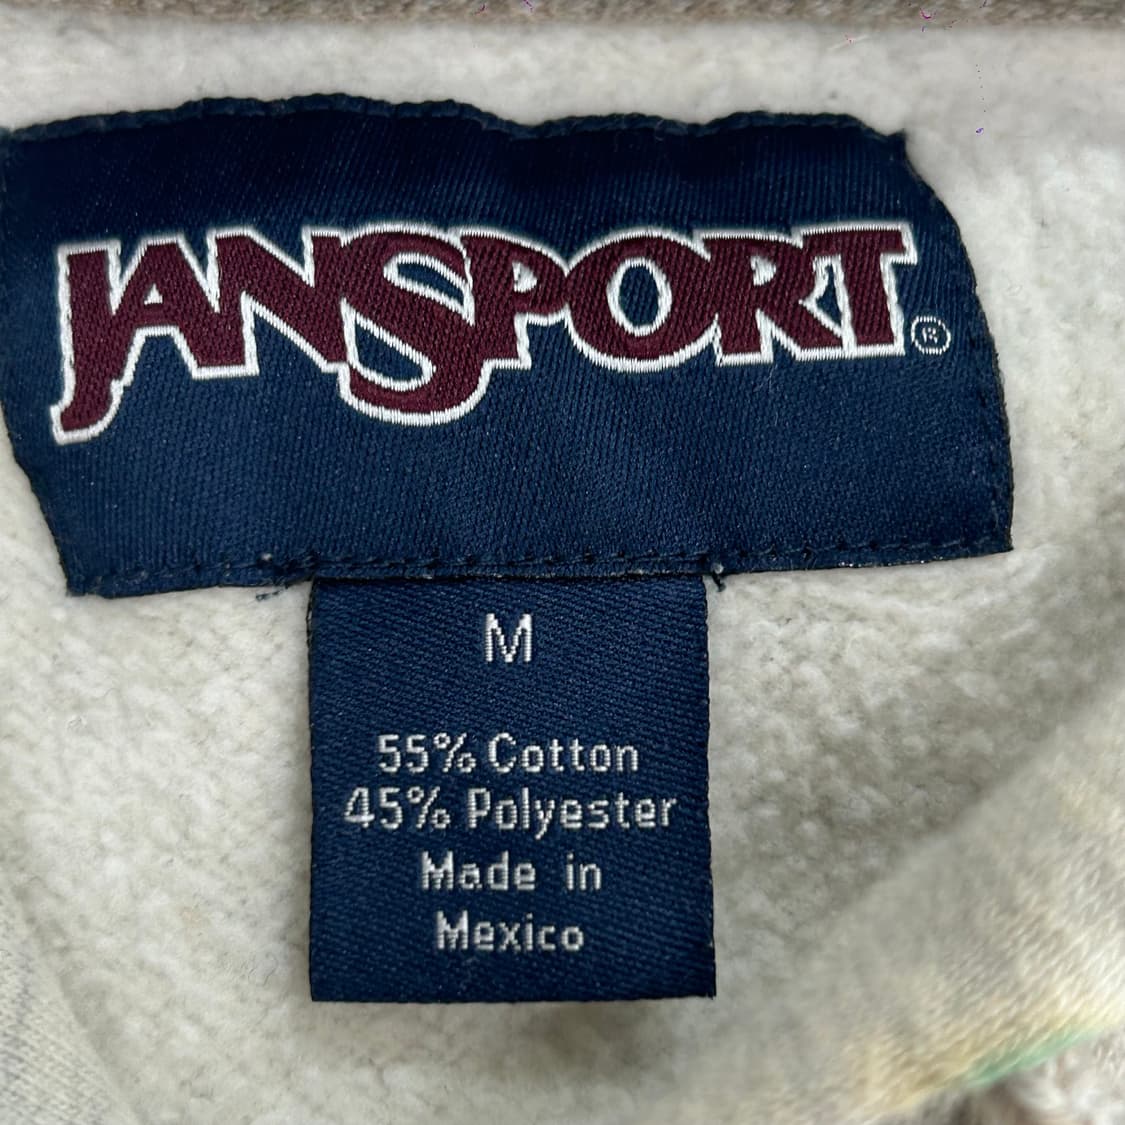 JANSPORT®
M
55% Cotton
45% Polyester
Made in
Mexico